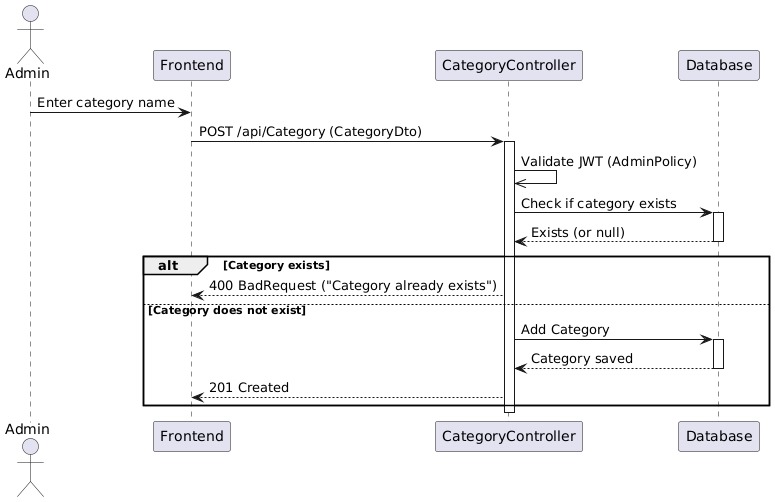 Admin
Frontend
CategoryController
Database
Enter category name
POST /api/Category (CategoryDto)
Validate JWT (AdminPolicy)
Check if category exists
Exists (or null)
alt
[Category exists]
400 BadRequest ("Category already exists")
[Category does not exist]
Add Category
Category saved
201 Created
Admin
Frontend
CategoryController
Database